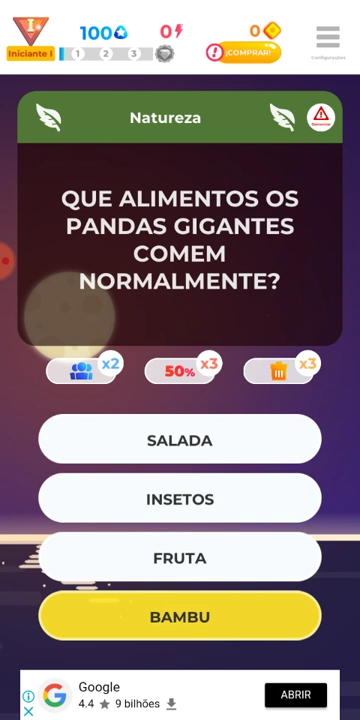 I
Iniciante I
100
0
0
1 2 3
¡COMPRAR!
Configurações
Natureza
QUE ALIMENTOS OS
PANDAS GIGANTES
COMEM
NORMALMENTE?
x2
50%
x3
x3
SALADA
INSETOS
FRUTA
BAMBU
Google
4.4 ★ 9 bilhões
ABRIR